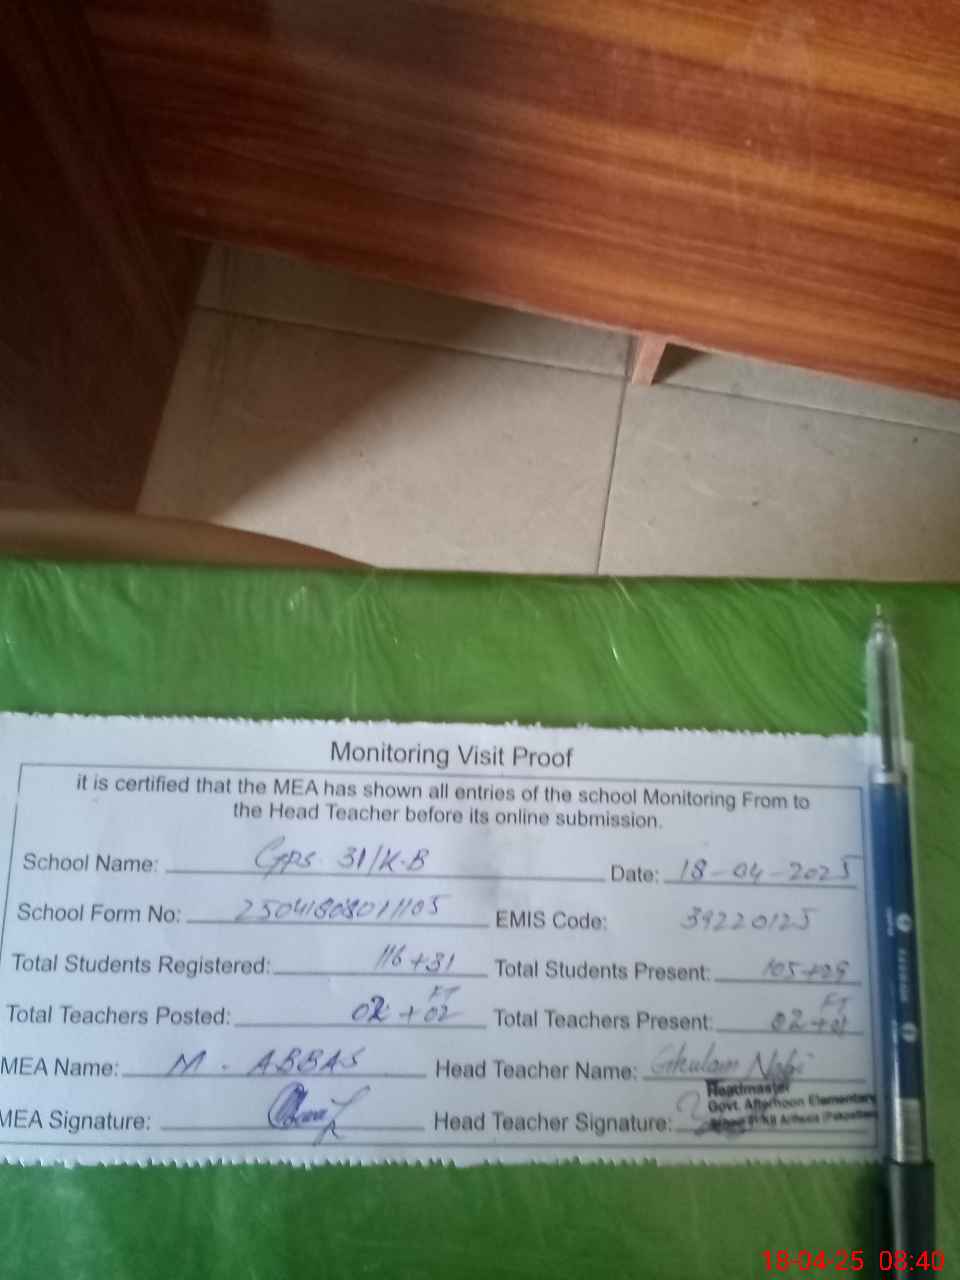 Monitoring Visit Proof
it is certified that the MEA has shown all entries of the school Monitoring From to
the Head Teacher before its online submission.
School Name: GPS 31/K-B Date: 18-04-2025
School Form No: EMIS Code: 39220125
Total Students Registered: 116+31 Total Students Present: 105+29
FT FT
Total Teachers Posted: 02 + 02 Total Teachers Present: 02+
MEA Name: M. ABBAS Head Teacher Name: Ghulam Nabi
Headmaster
Govt. Afternoon Elementary
MEA Signature: Head Teacher Signature:
18-04-25 08:40